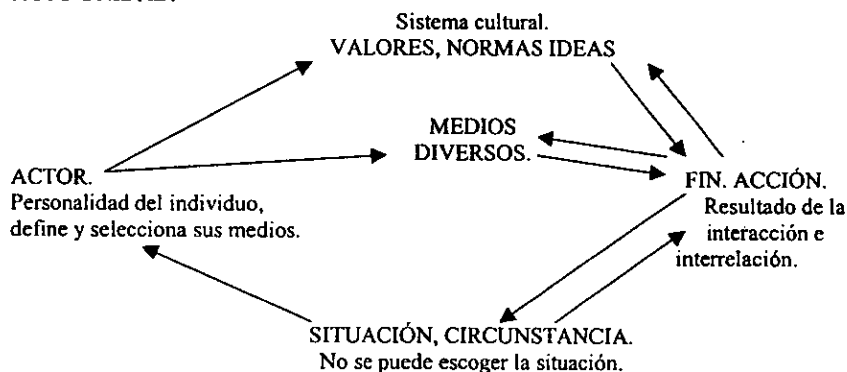 Sistema cultural.
VALORES, NORMAS IDEAS
MEDIOS
DIVERSOS.
ACTOR.
Personalidad del individuo,
define y selecciona sus medios.
FIN. ACCIÓN.
Resultado de la
interacción e
interrelación.
SITUACIÓN, CIRCUNSTANCIA.
No se puede escoger la situación.